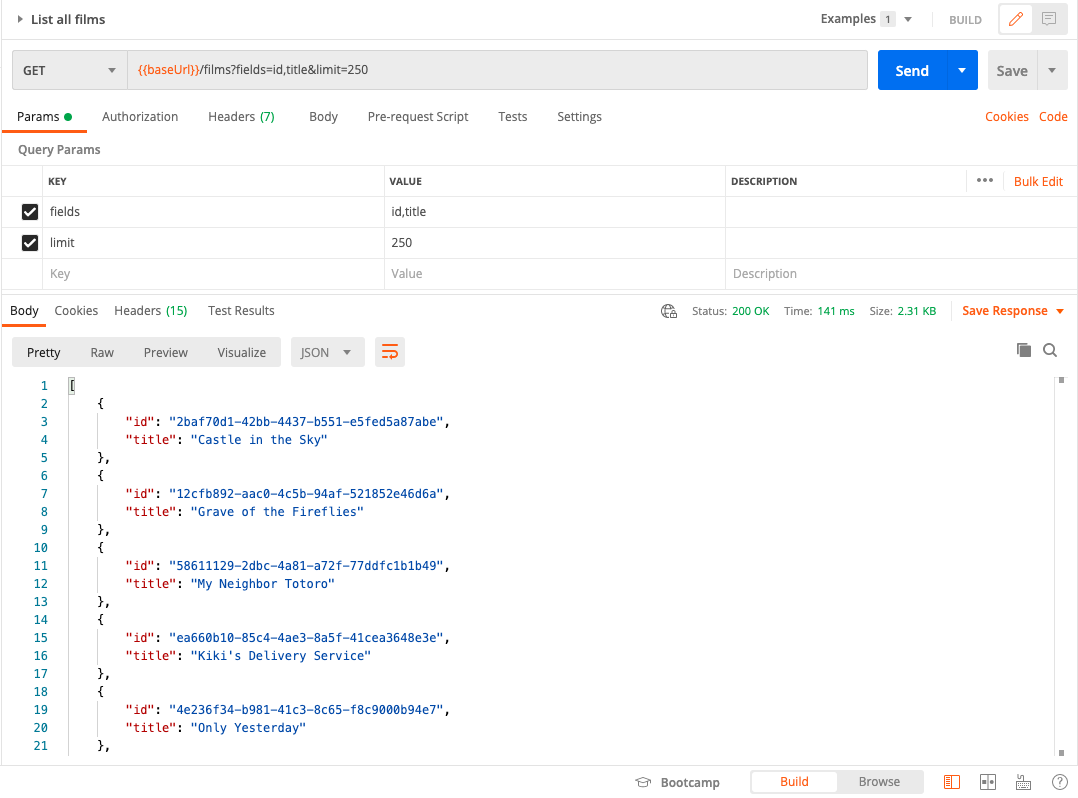 List all films Examples 1 BUILD
GET {{baseUrl}}/films?fields=id,title&limit=250 Send Save
Params Authorization Headers (7) Body Pre-request Script Tests Settings Cookies Code
Query Params
KEY VALUE DESCRIPTION ••• Bulk Edit
fields id,title
limit 250
Key Value Description
Body Cookies Headers (15) Test Results Status: 200 OK Time: 141 ms Size: 2.31 KB Save Response
Pretty Raw Preview Visualize JSON
1 [
2 {
3 "id": "2baf70d1-42bb-4437-b551-e5fed5a87abe",
4 "title": "Castle in the Sky"
5 },
6 {
7 "id": "12cfb892-aac0-4c5b-94af-521852e46d6a",
8 "title": "Grave of the Fireflies"
9 },
10 {
11 "id": "58611129-2dbc-4a81-a72f-77ddfc1b1b49",
12 "title": "My Neighbor Totoro"
13 },
14 {
15 "id": "ea660b10-85c4-4ae3-8a5f-41cea3648e3e",
16 "title": "Kiki's Delivery Service"
17 },
18 {
19 "id": "4e236f34-b981-41c3-8c65-f8c9000b94e7",
20 "title": "Only Yesterday"
21 },
Bootcamp Build Browse ?